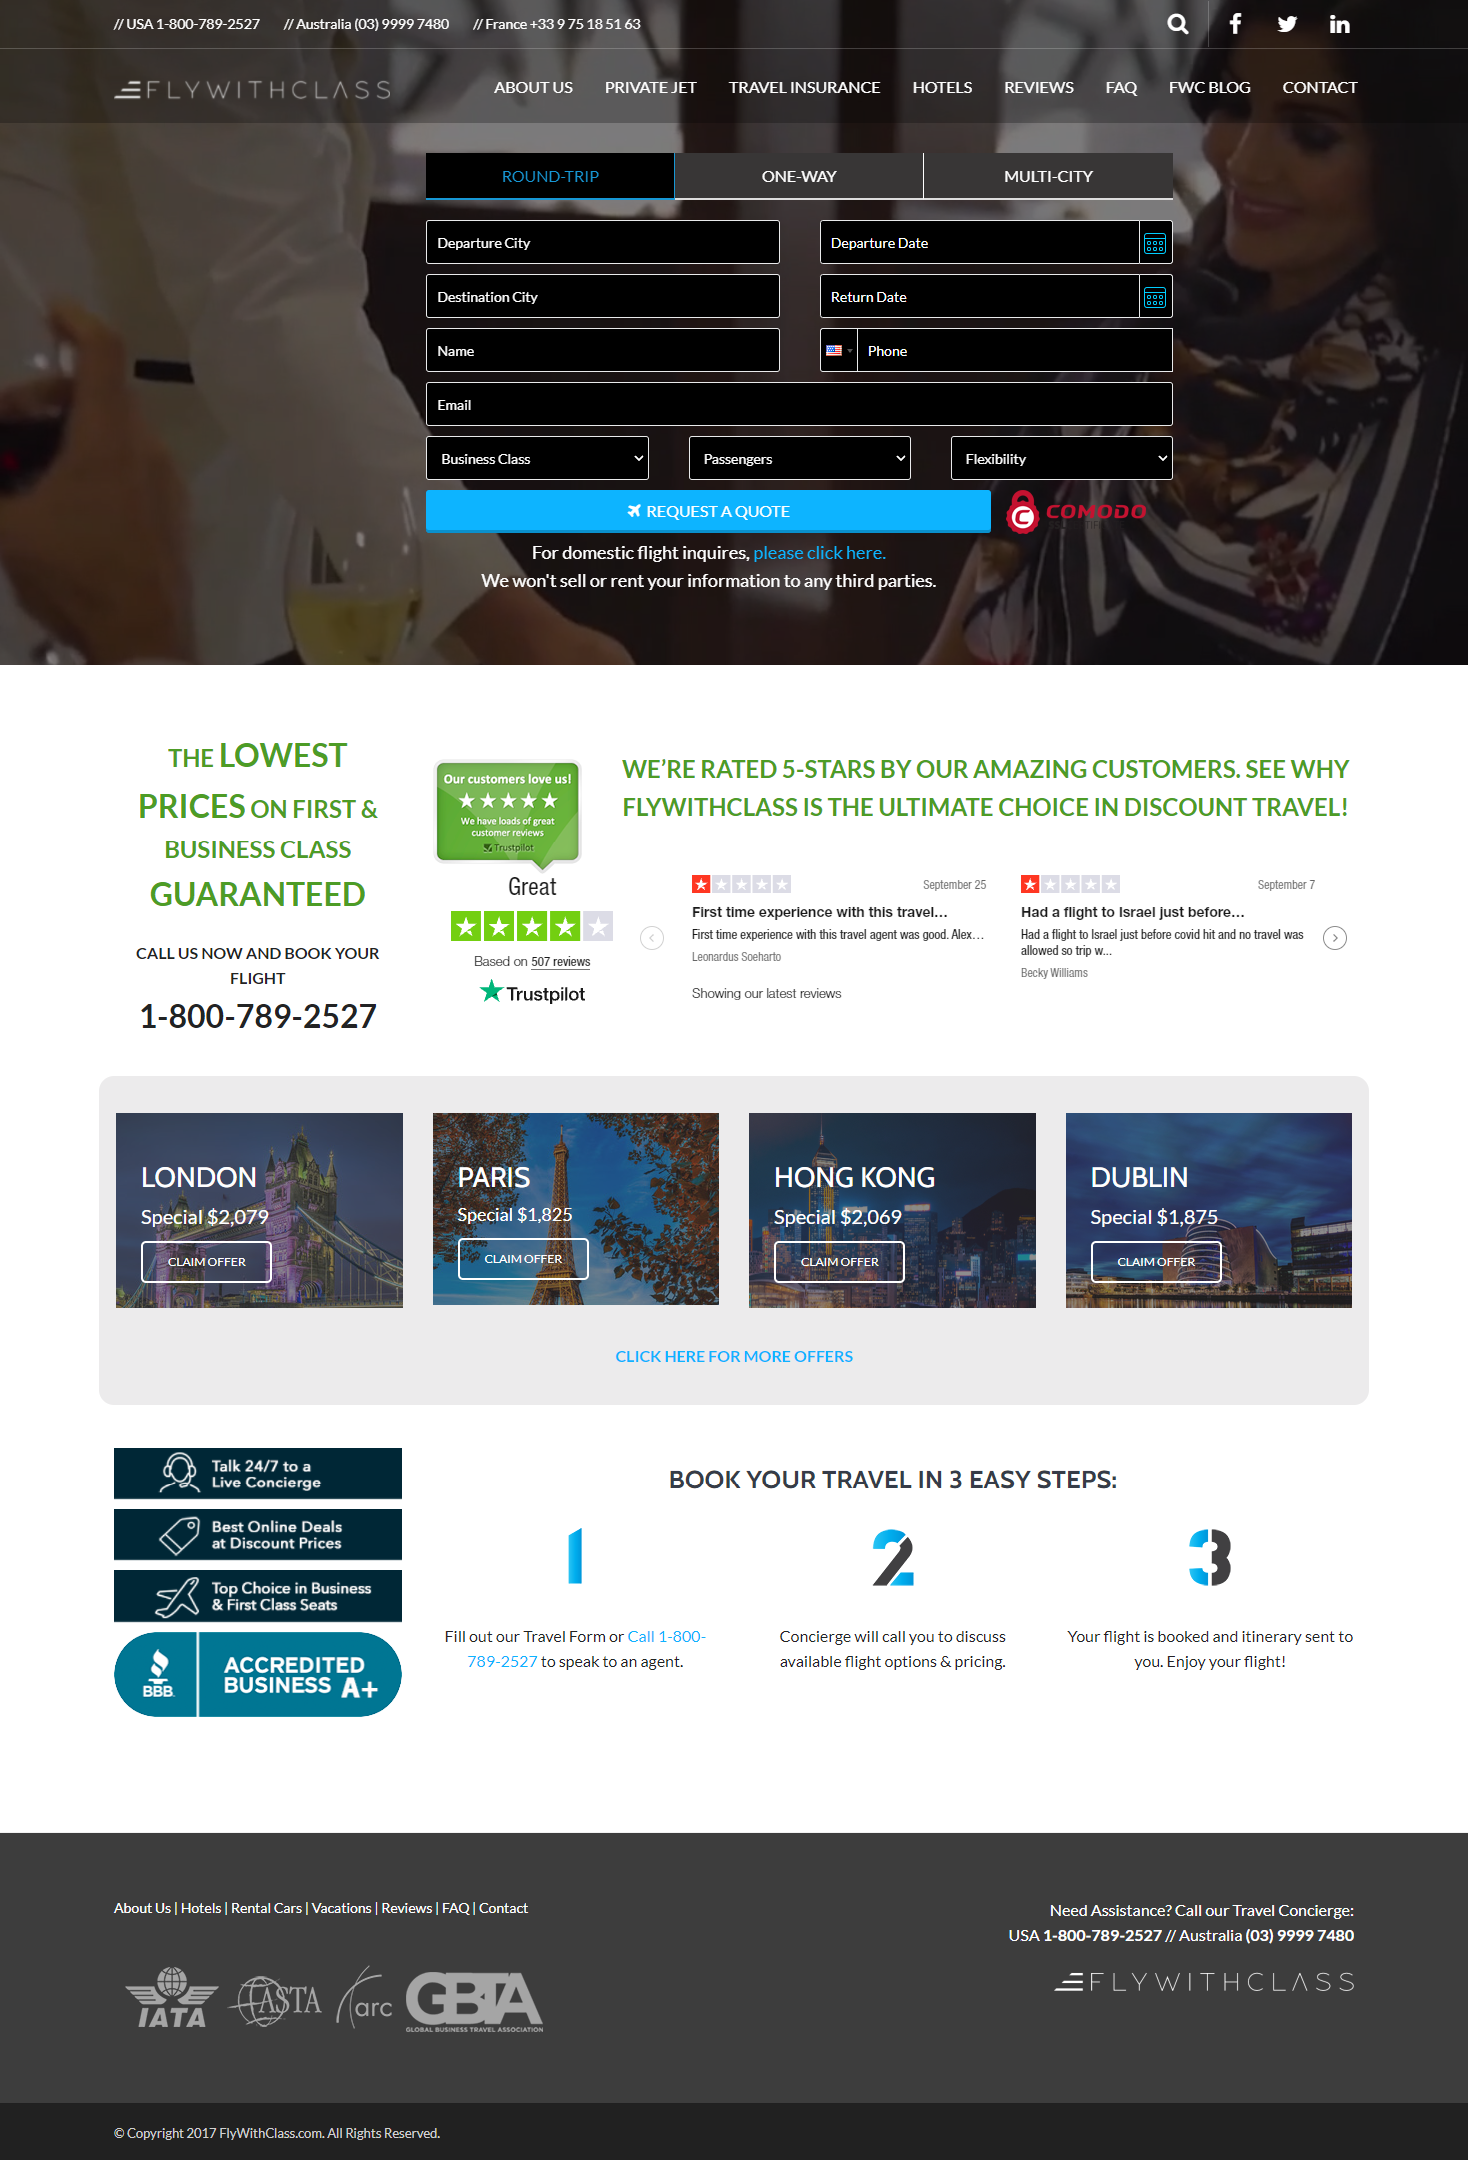 // USA 1-800-789-2527 // Australia (03) 9999 7480 // France +33 9 75 18 51 63
FLYWITHCLASS
ABOUT US PRIVATE JET TRAVEL INSURANCE HOTELS REVIEWS FAQ FWC BLOG CONTACT
ROUND-TRIP ONE-WAY MULTI-CITY
Departure City Departure Date
Destination City Return Date
Name Phone
Email
Business Class Passengers Flexibility
REQUEST A QUOTE
COMODO
For domestic flight inquires, please click here.
We won't sell or rent your information to any third parties.
THE LOWEST
PRICES ON FIRST &
BUSINESS CLASS
GUARANTEED
CALL US NOW AND BOOK YOUR
FLIGHT
1-800-789-2527
Our customers love us!
We have loads of great
customer reviews
Trustpilot
Great
Based on 507 reviews
Trustpilot
WE'RE RATED 5-STARS BY OUR AMAZING CUSTOMERS. SEE WHY
FLYWITHCLASS IS THE ULTIMATE CHOICE IN DISCOUNT TRAVEL!
September 25
First time experience with this travel…
First time experience with this travel agent was good. Alex…
Leonardus Soeharto
September 7
Had a flight to Israel just before…
Had a flight to Israel just before covid hit and no travel was
allowed so trip w...
Becky Williams
Showing our latest reviews
LONDON
Special $2,079
CLAIM OFFER
PARIS
Special $1,825
CLAIM OFFER
HONG KONG
Special $2,069
CLAIM OFFER
DUBLIN
Special $1,875
CLAIM OFFER
CLICK HERE FOR MORE OFFERS
Talk 24/7 to a
Live Concierge
Best Online Deals
at Discount Prices
Top Choice in Business
& First Class Seats
BBB.
ACCREDITED
BUSINESS A+
BOOK YOUR TRAVEL IN 3 EASY STEPS:
1 2 3
Fill out our Travel Form or Call 1-800-
789-2527 to speak to an agent.
Concierge will call you to discuss
available flight options & pricing.
Your flight is booked and itinerary sent to
you. Enjoy your flight!
About Us | Hotels | Rental Cars | Vacations | Reviews | FAQ | Contact
Need Assistance? Call our Travel Concierge:
USA 1-800-789-2527 // Australia (03) 9999 7480
IATA ASTA arc GBTA
GLOBAL BUSINESS TRAVEL ASSOCIATION
FLYWITHCLASS
© Copyright 2017 FlyWithClass.com. All Rights Reserved.